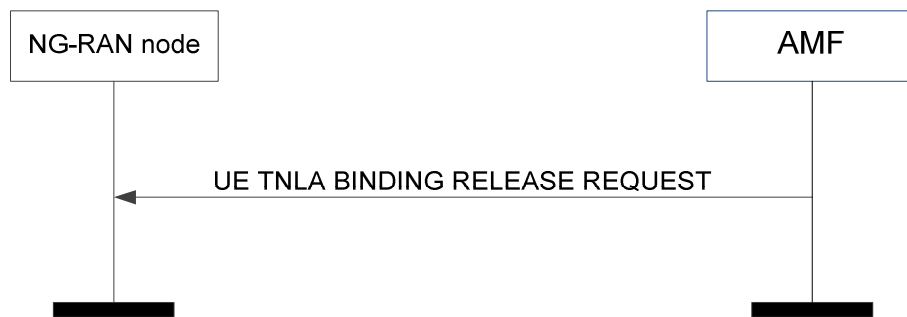 NG-RAN node
AMF
UE TNLA BINDING RELEASE REQUEST